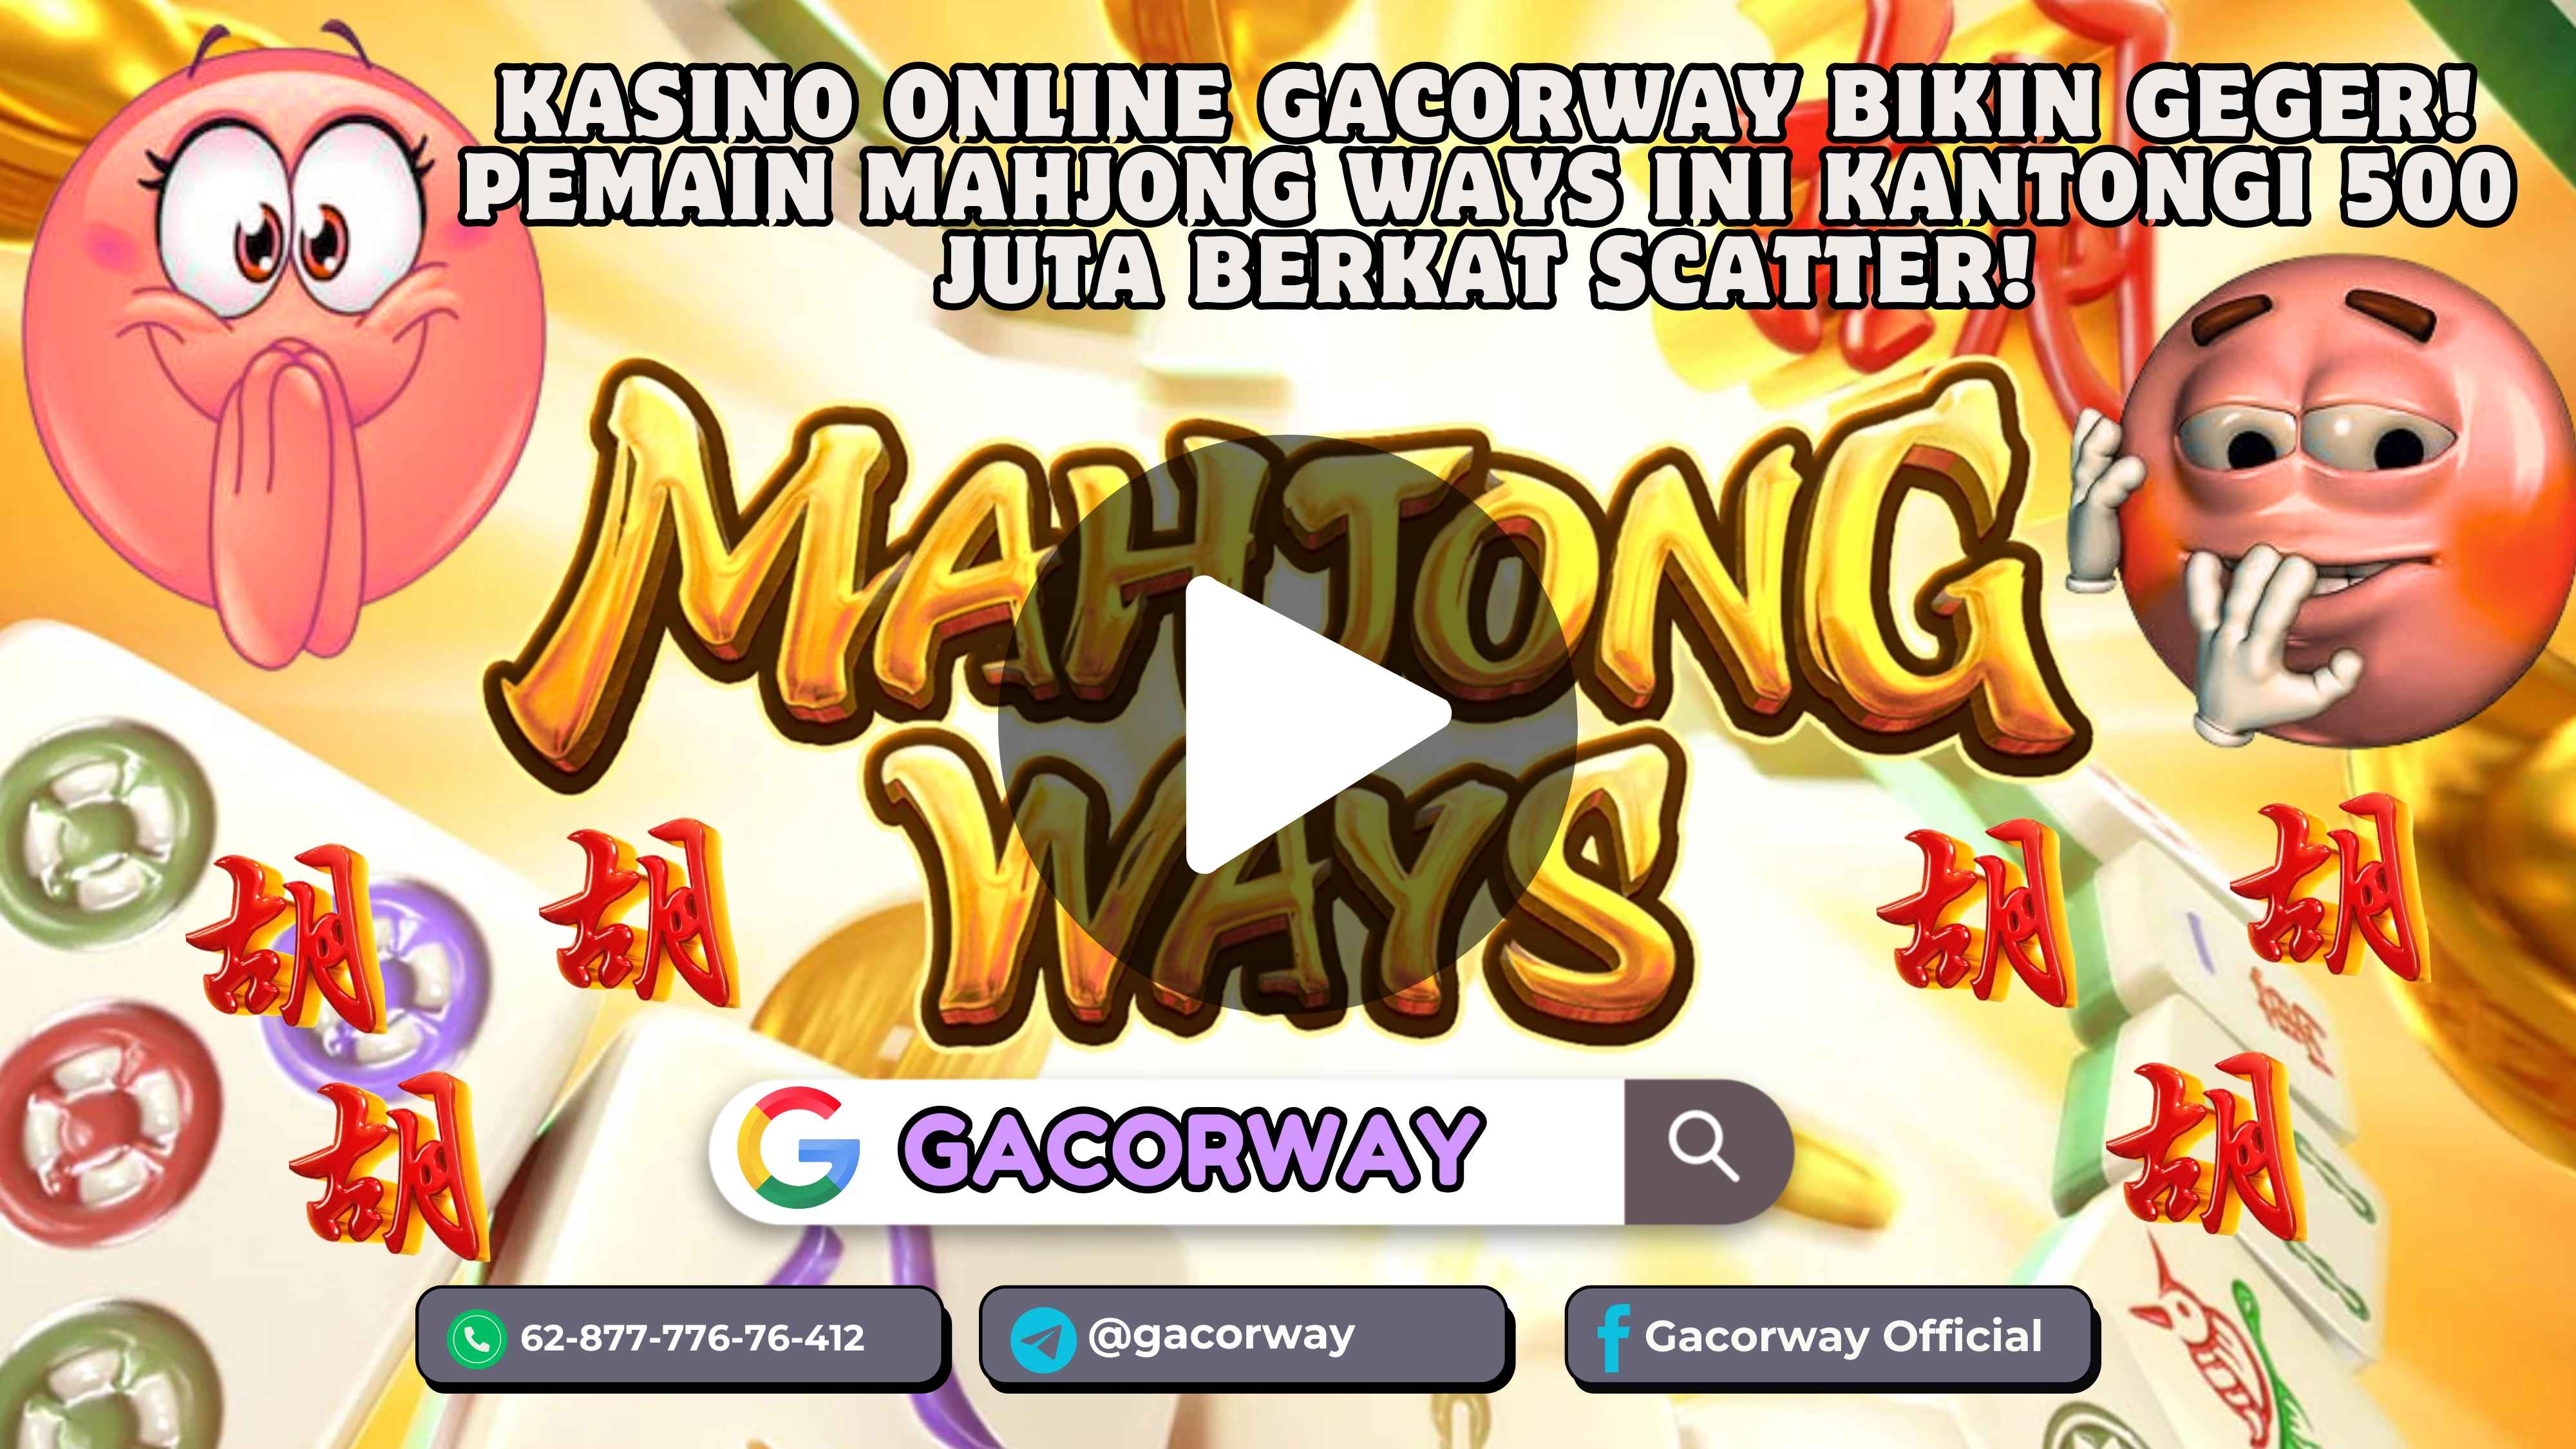 KASINO ONLINE GACORWAY BIKIN GEGER!
PEMAIN MAHJONG WAYS INI KANTONGI 500
JUTA BERKAT SCATTER!
MAHJONG
WAYS
胡 胡 胡 胡
胡 胡
G GACORWAY
62-877-776-76-412 @gacorway f Gacorway Official